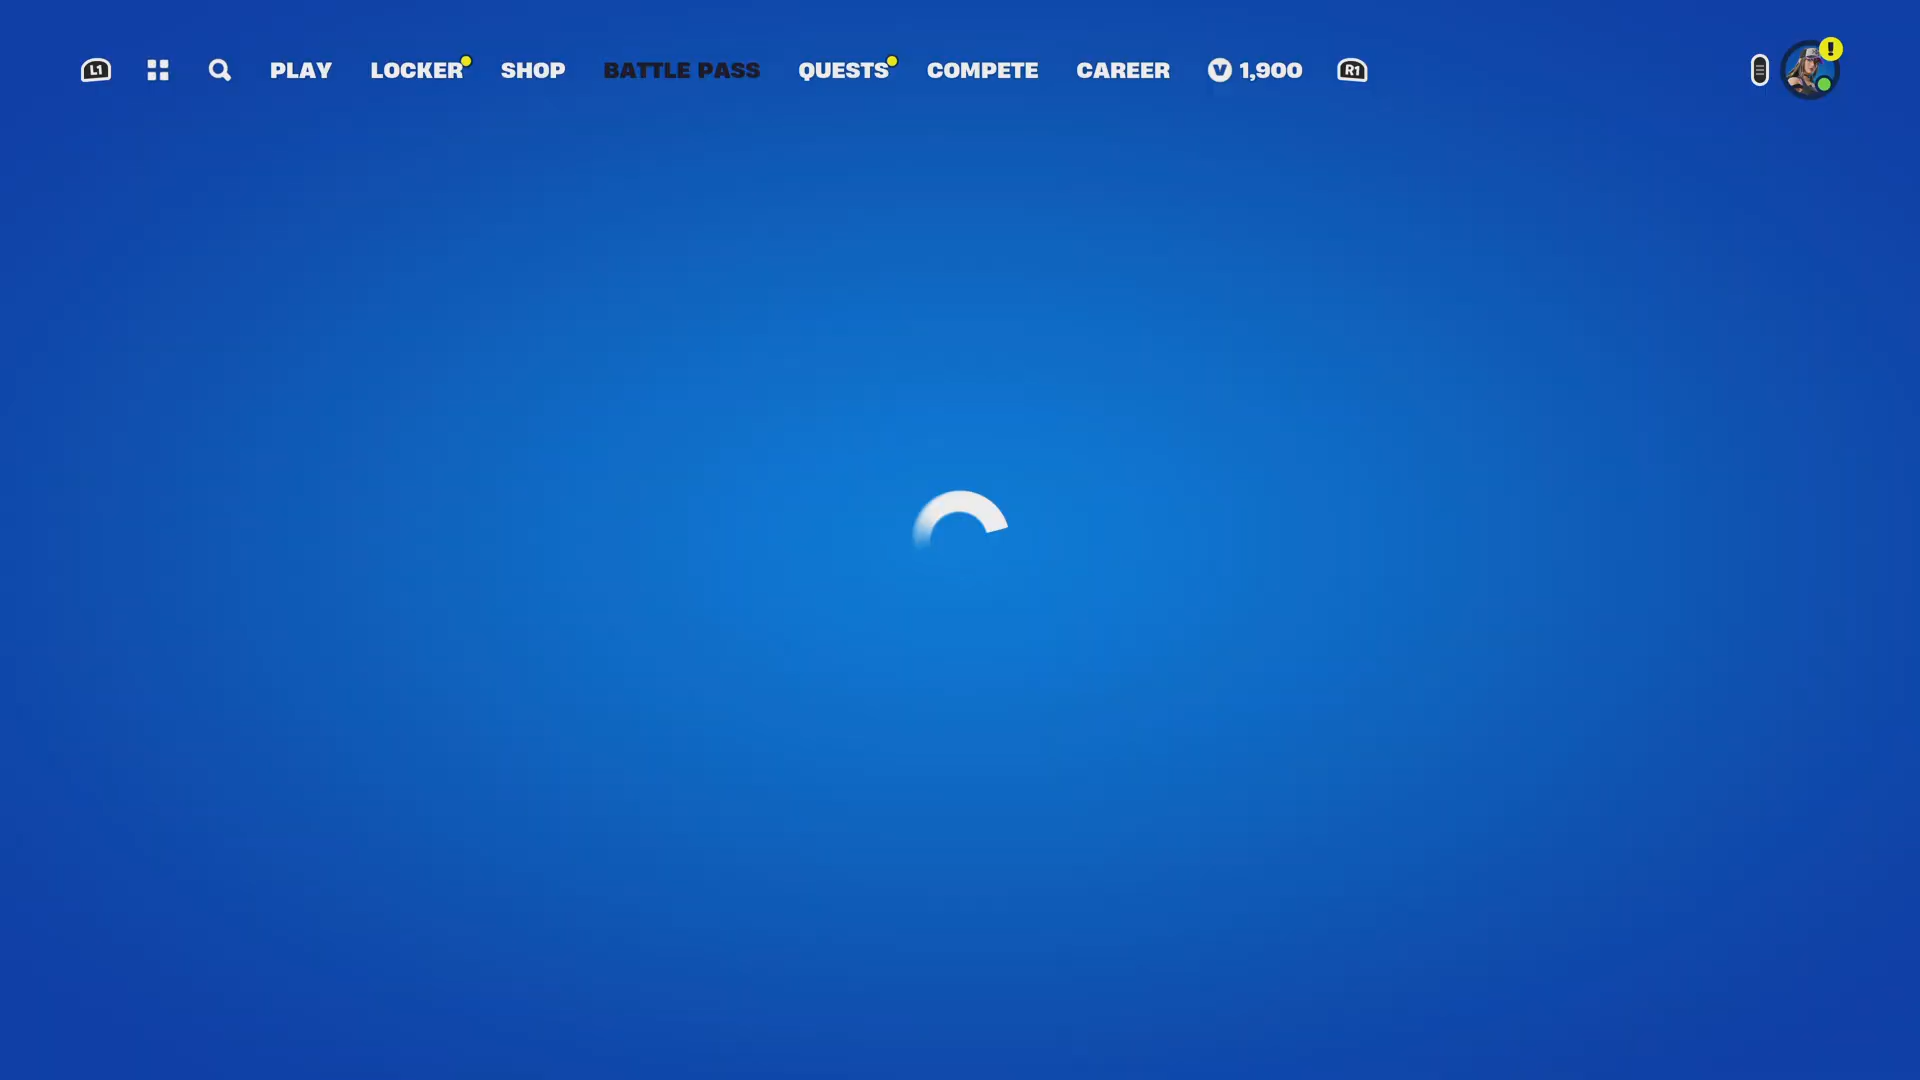 L1 PLAY LOCKER SHOP BATTLE PASS QUESTS COMPETE CAREER V 1,900 R1 !